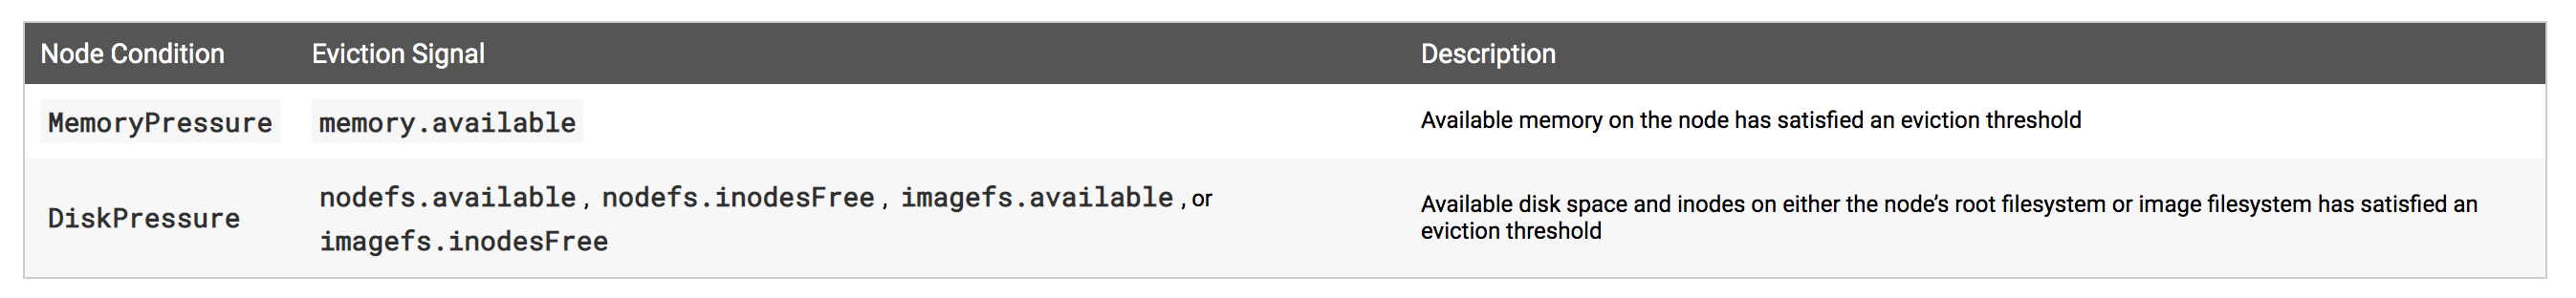 Node Condition Eviction Signal Description
MemoryPressure memory.available Available memory on the node has satisfied an eviction threshold
DiskPressure nodefs.available , nodefs.inodesFree , imagefs.available , or
imagefs.inodesFree
Available disk space and inodes on either the node’s root filesystem or image filesystem has satisfied an
eviction threshold